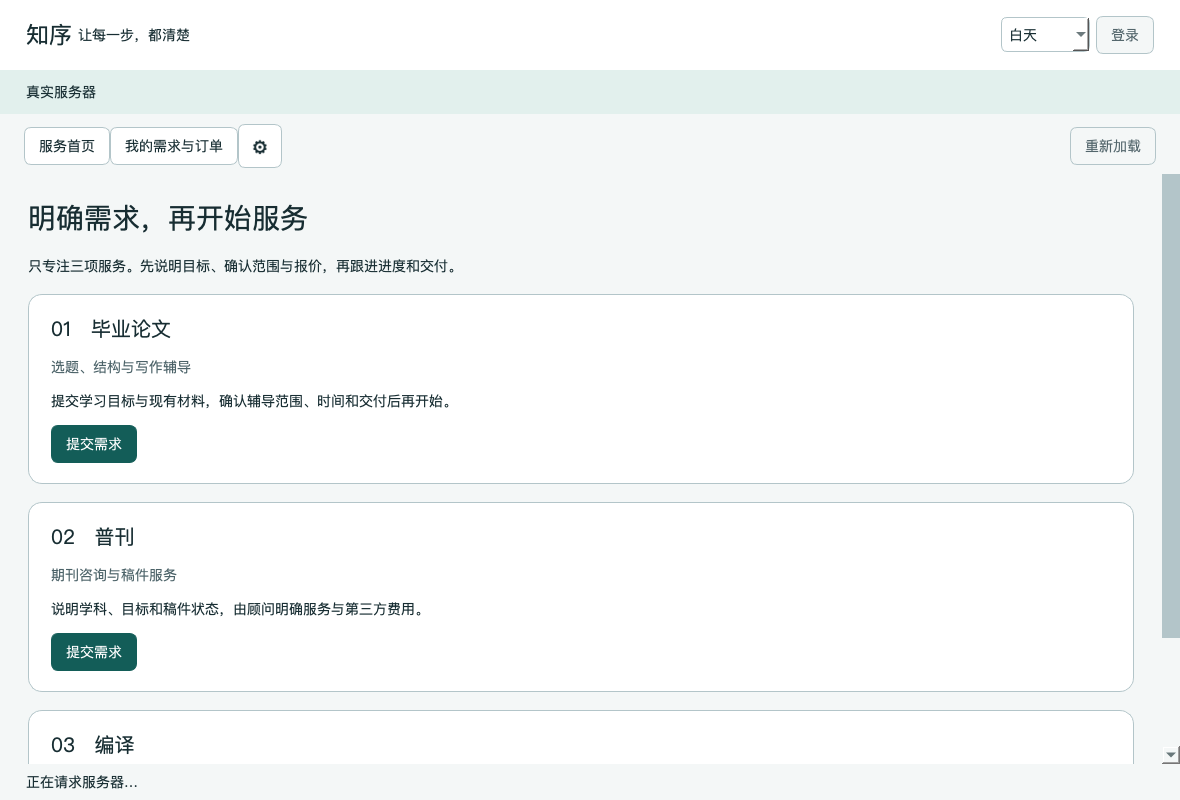 知序 让每一步，都清楚
白天
登录
真实服务器
服务首页
我的需求与订单
重新加载
明确需求，再开始服务
只专注三项服务。先说明目标、确认范围与报价，再跟进进度和交付。
01 毕业论文
选题、结构与写作辅导
提交学习目标与现有材料，确认辅导范围、时间和交付后再开始。
提交需求
02 普刊
期刊咨询与稿件服务
说明学科、目标和稿件状态，由顾问明确服务与第三方费用。
提交需求
03 编译
正在请求服务器…